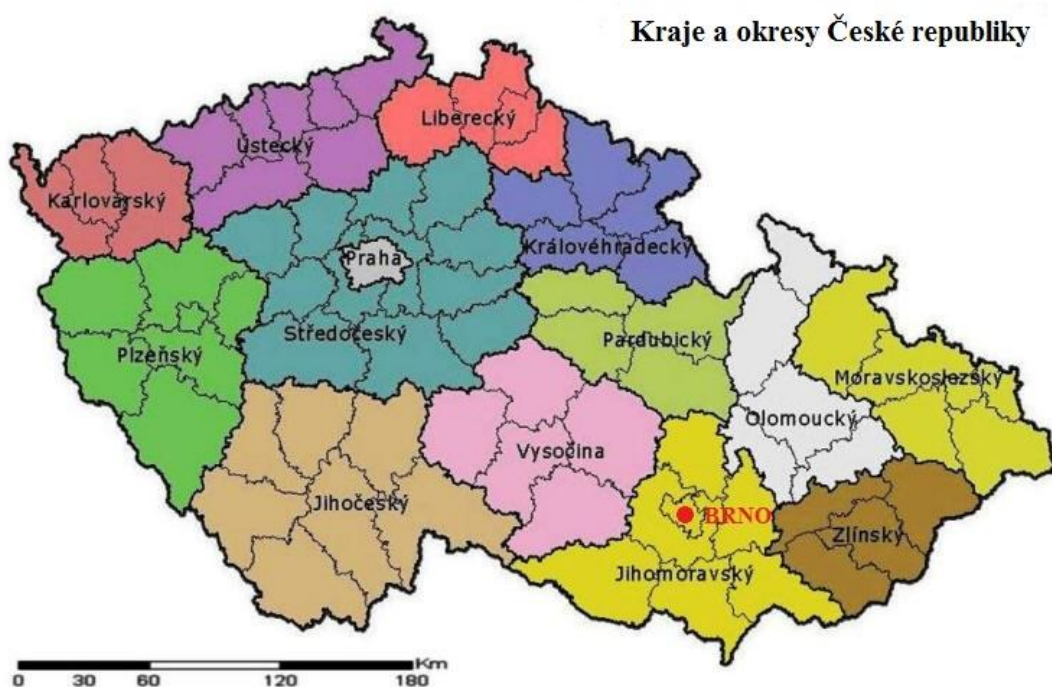 Kraje a okresy České republiky
Liberecký
Ústecký
Karlovarský
Královéhradecký
Praha
Středočeský
Pardubický
Plzeňský
Moravskoslezský
Olomoucký
Vysočina
Jihočeský
BRNO
Zlínský
Jihomoravský
Km
0 30 60 120 180